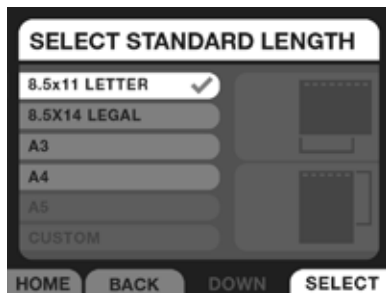 SELECT STANDARD LENGTH
8.5x11 LETTER
8.5X14 LEGAL
A3
A4
A5
CUSTOM
HOME BACK DOWN SELECT